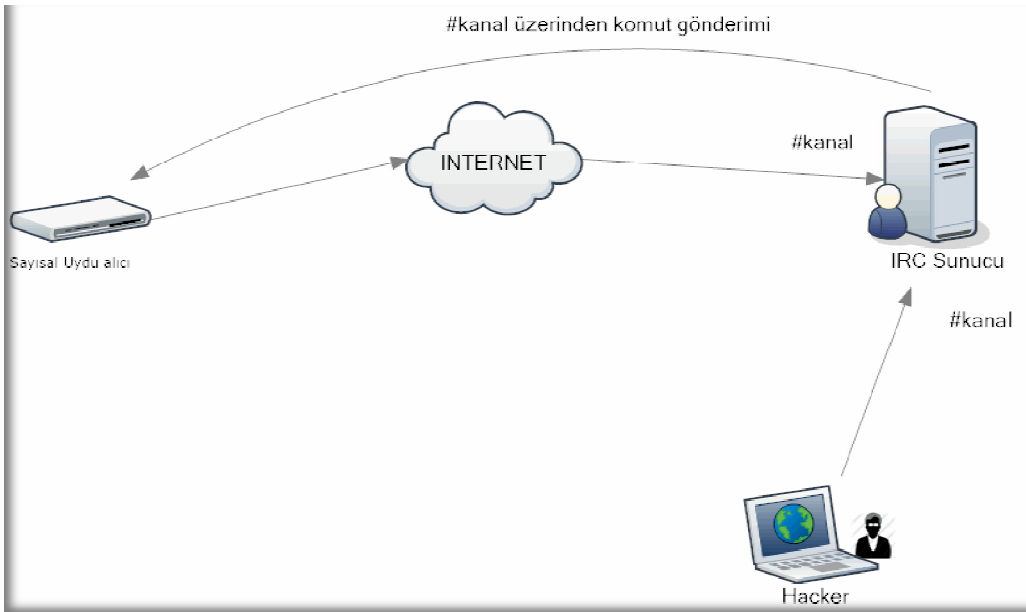 #kanal üzerinden komut gönderimi
#kanal
INTERNET
Sayısal Uydu alıcı
IRC Sunucu
#kanal
Hacker